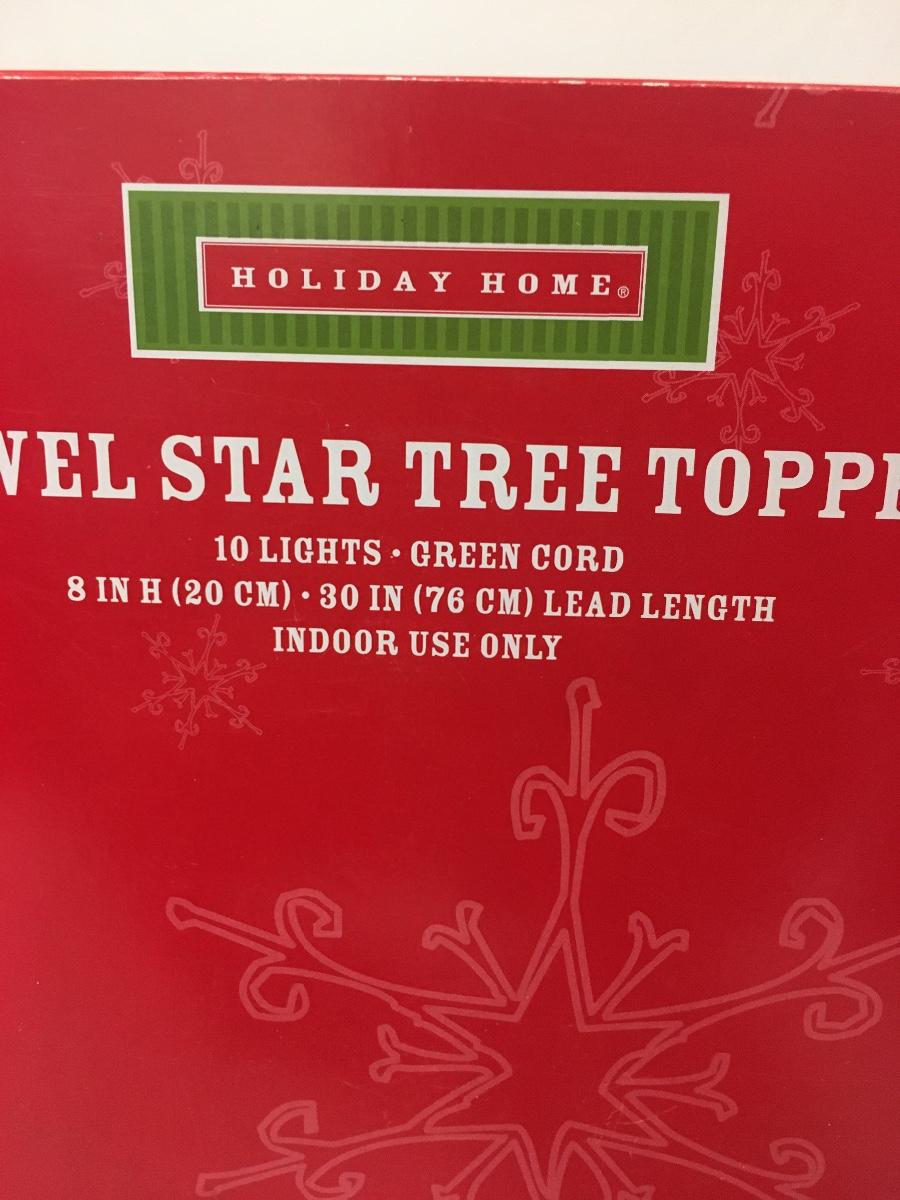 HOLIDAY HOME®
WEL STAR TREE TOPPE
10 LIGHTS • GREEN CORD
8 IN H (20 CM) • 30 IN (76 CM) LEAD LENGTH
INDOOR USE ONLY